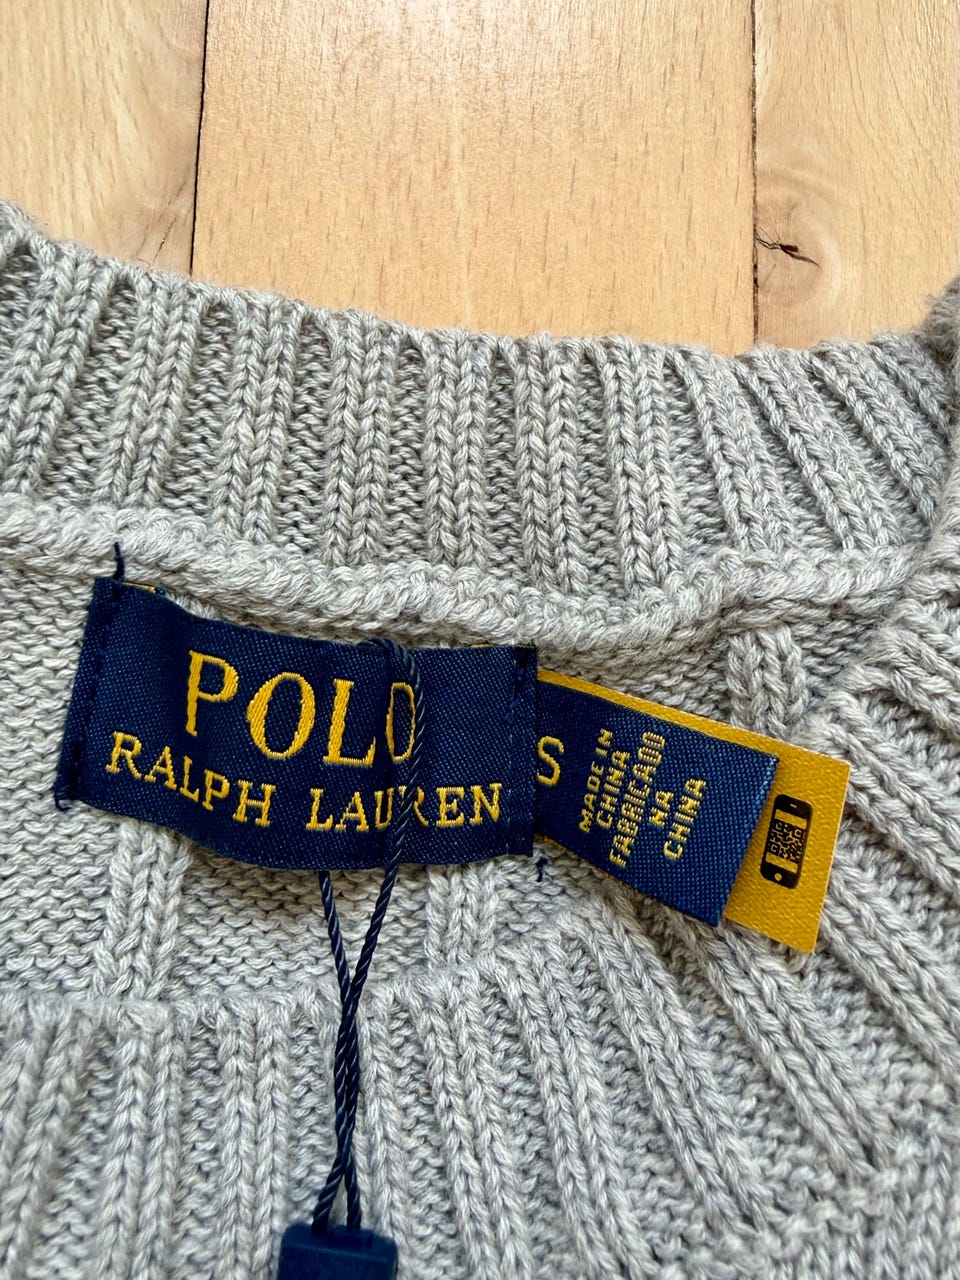 POLO
RALPH LAUREN
S
MADE IN
CHINA
FABRICADO
NA
CHINA